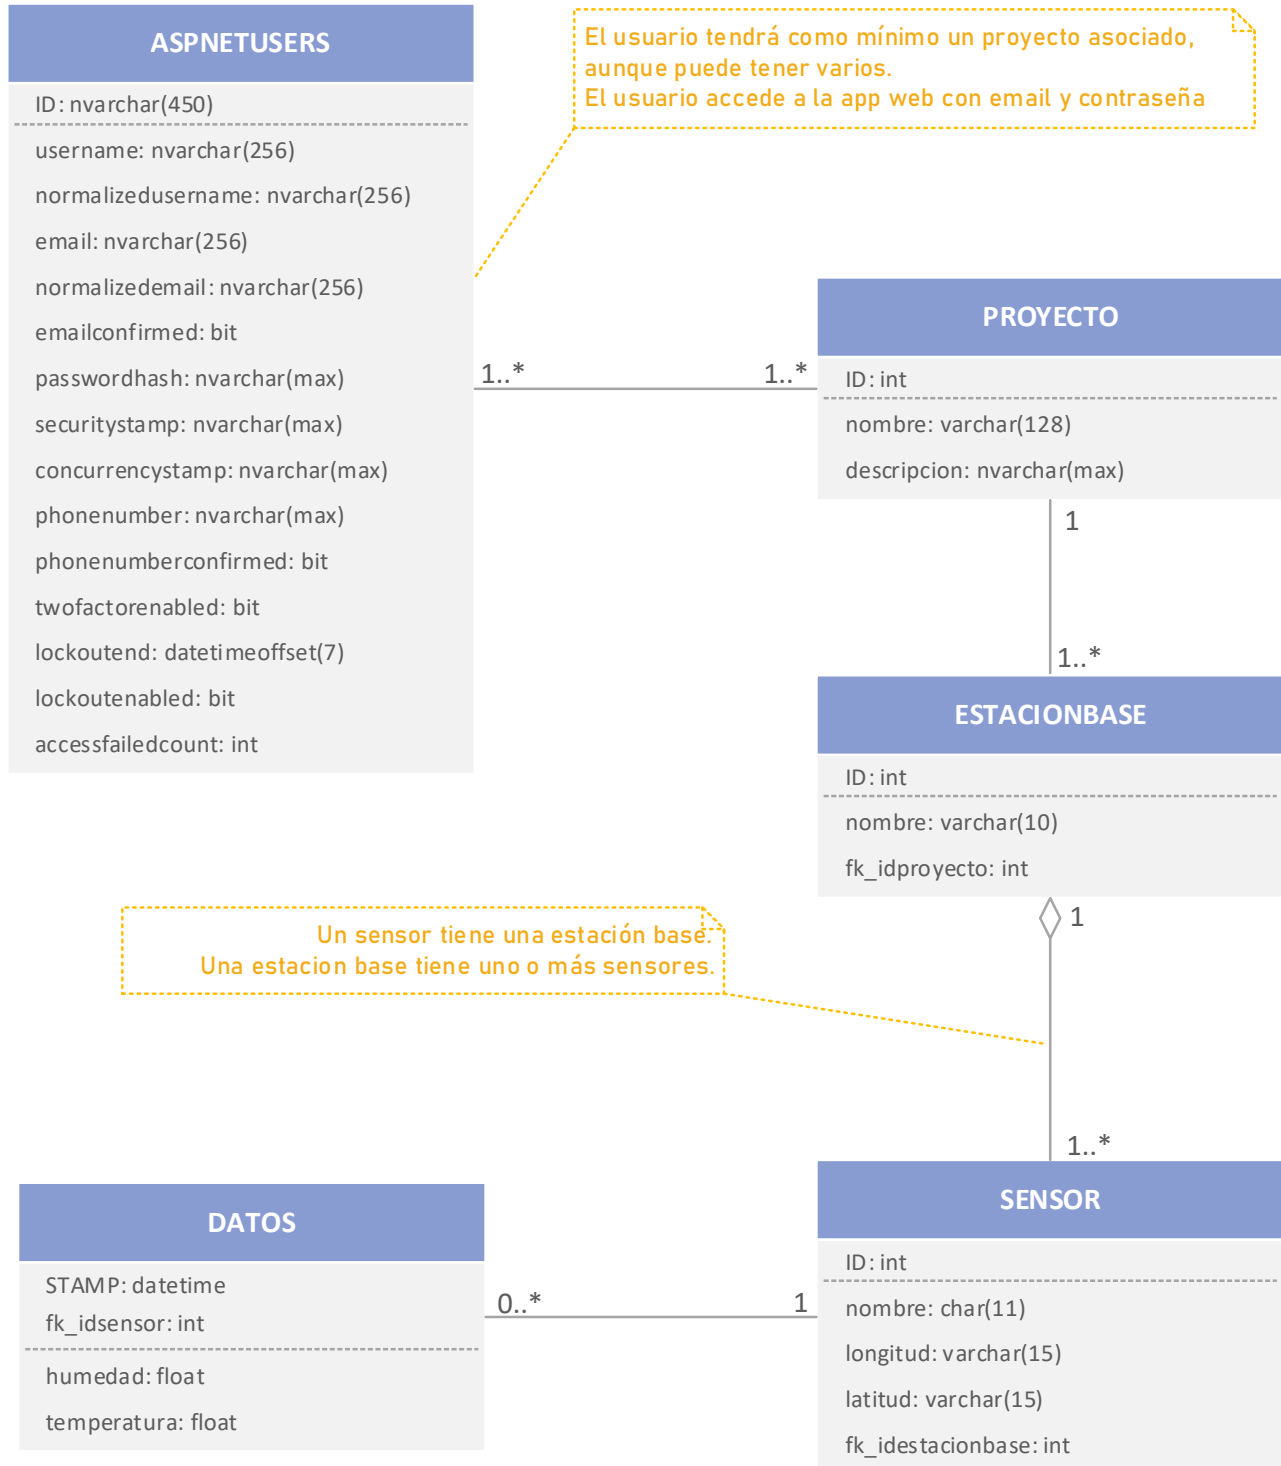 ASPNETUSERS
ID: nvarchar(450)
username: nvarchar(256)
normalizedusername: nvarchar(256)
email: nvarchar(256)
normalizedemail: nvarchar(256)
emailconfirmed: bit
passwordhash: nvarchar(max)
securitystamp: nvarchar(max)
concurrencystamp: nvarchar(max)
phonenumber: nvarchar(max)
phonenumberconfirmed: bit
twofactorenabled: bit
lockoutend: datetimeoffset(7)
lockoutenabled: bit
accessfailedcount: int
El usuario tendrá como mínimo un proyecto asociado,
aunque puede tener varios.
El usuario accede a la app web con email y contraseña
1..*
1..*
PROYECTO
ID: int
nombre: varchar(128)
descripcion: nvarchar(max)
1
1..*
ESTACIONBASE
ID: int
nombre: varchar(10)
fk_idproyecto: int
1
Un sensor tiene una estación base.
Una estacion base tiene uno o más sensores.
1..*
SENSOR
ID: int
nombre: char(11)
longitud: varchar(15)
latitud: varchar(15)
fk_idestacionbase: int
0..*
1
DATOS
STAMP: datetime
fk_idsensor: int
humedad: float
temperatura: float